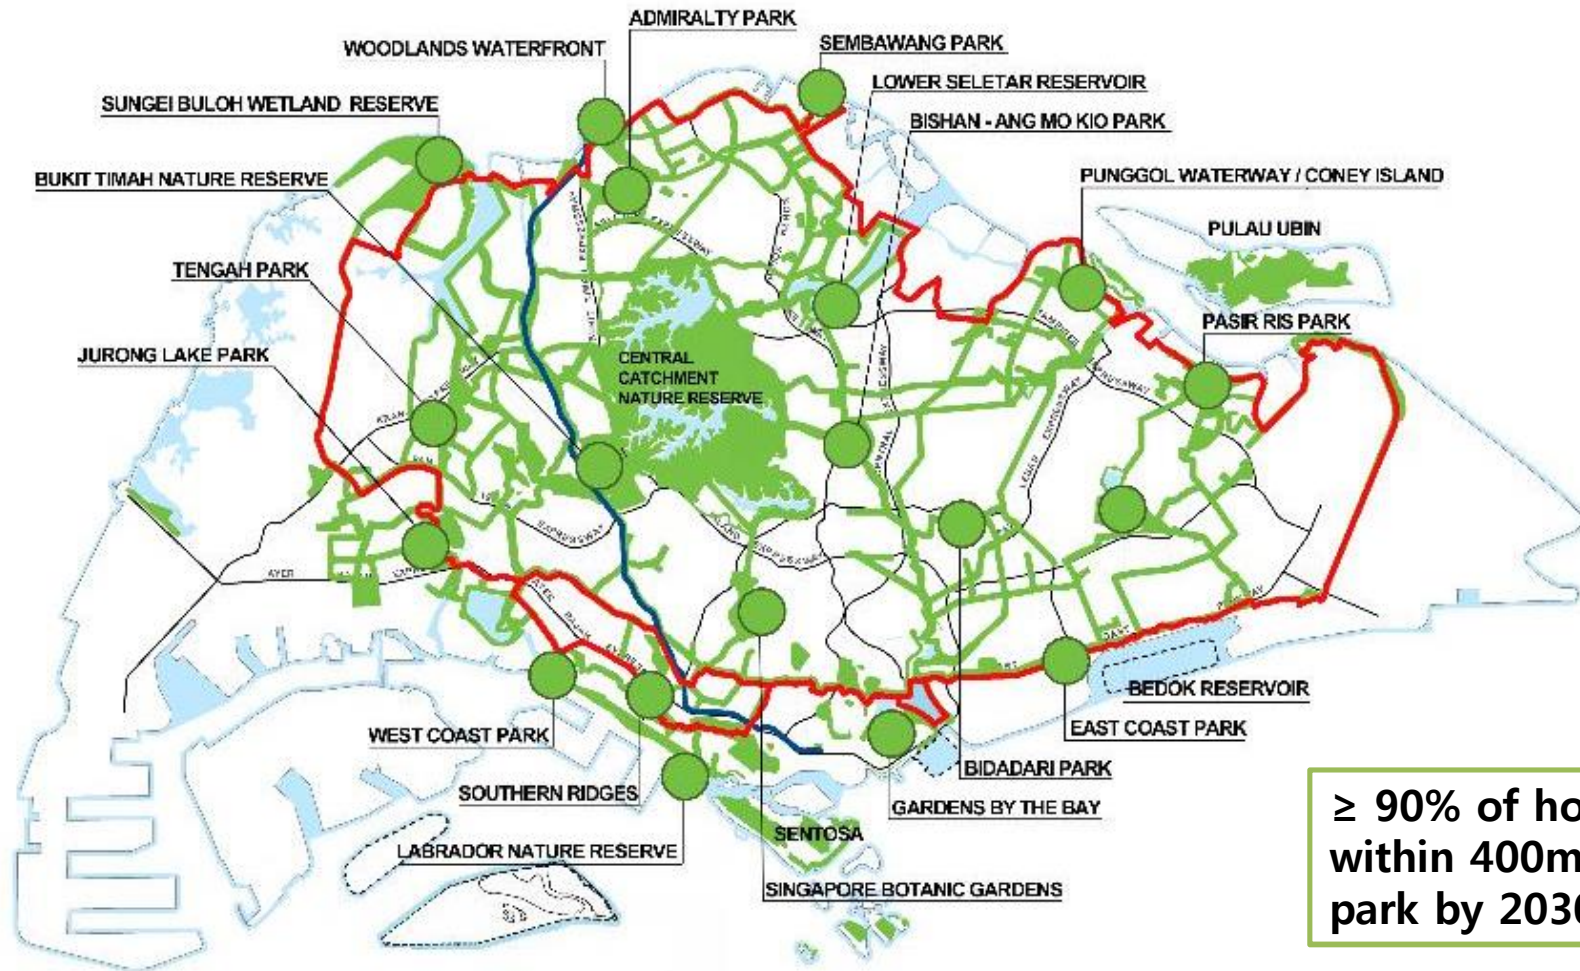 ADMIRALTY PARK
WOODLANDS WATERFRONT
SEMBAWANG PARK
LOWER SELETAR RESERVOIR
SUNGEI BULOH WETLAND RESERVE
BISHAN - ANG MO KIO PARK
BUKIT TIMAH NATURE RESERVE
PUNGGOL WATERWAY / CONEY ISLAND
PULAU UBIN
TENGAH PARK
PASIR RIS PARK
JURONG LAKE PARK
CENTRAL
CATCHMENT
NATURE RESERVE
AYER
BEDOK RESERVOIR
EAST COAST PARK
WEST COAST PARK
BIDADARI PARK
SOUTHERN RIDGES
GARDENS BY THE BAY
SENTOSA
LABRADOR NATURE RESERVE
SINGAPORE BOTANIC GARDENS
≥ 90% of ho
within 400m
park by 2030